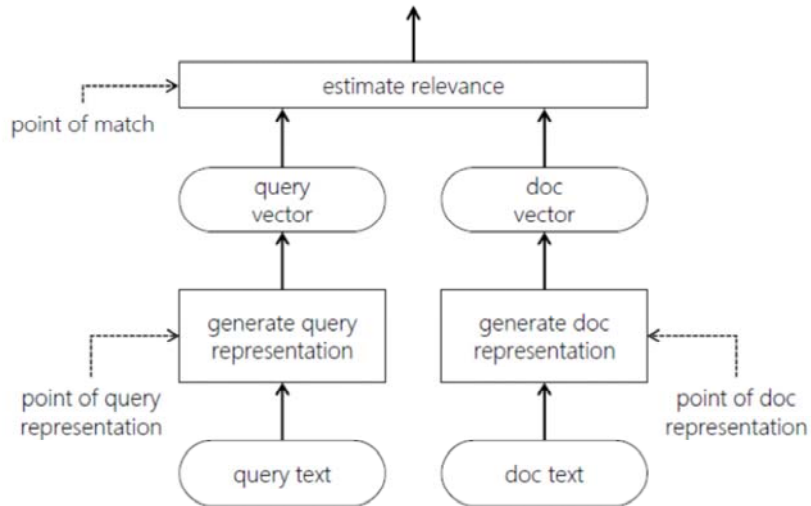 estimate relevance
point of match
query
vector
doc
vector
generate query
representation
generate doc
representation
point of query
representation
point of doc
representation
query text
doc text